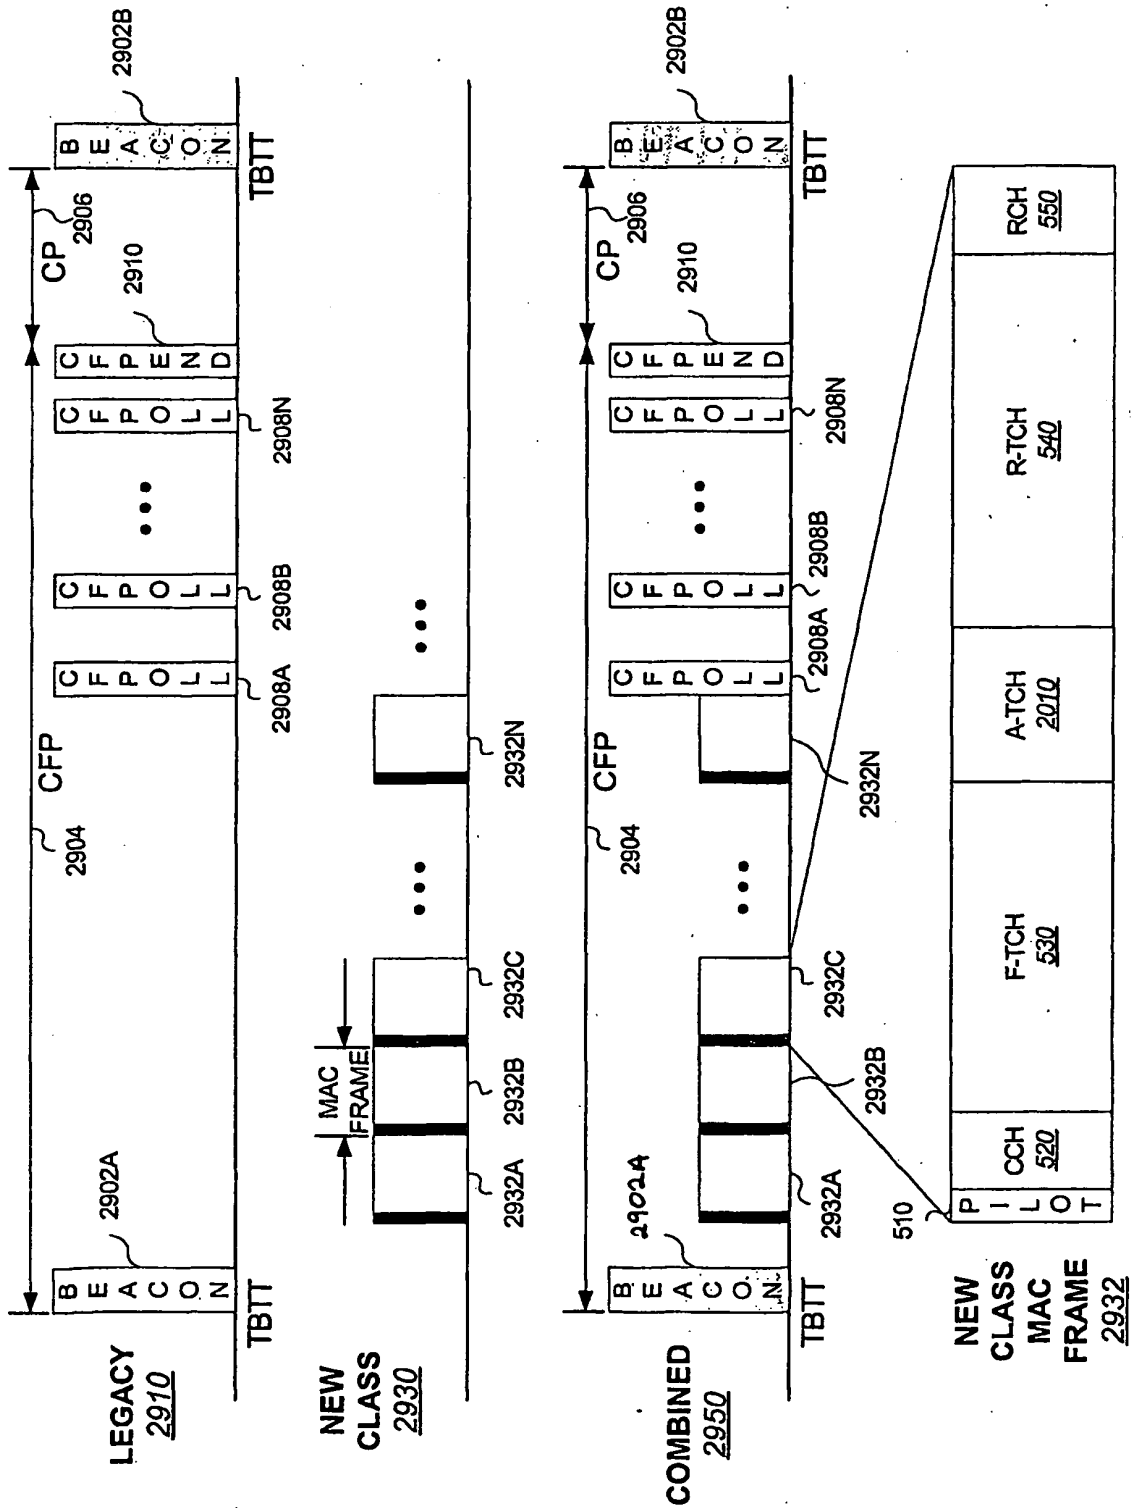 LEGACY
2910
2902A
BEACON
TBTT
CFP
2904
CFPOLL
2908A
CFPOLL
2908B
CFPOLL
2908N
CFPEND
2910
CP
2906
BEACON
2902B
TBTT
NEW
CLASS
2930
2932A
MAC
FRAME
2932B
2932C
2932N
COMBINED
2950
2902A
BEACON
TBTT
CFP
2904
2932A
2932B
2932C
2932N
CFPOLL
2908A
CFPOLL
2908B
CFPOLL
2908N
CFPEND
2910
CP
2906
BEACON
2902B
TBTT
NEW
CLASS
MAC
FRAME
2932
510
PILOT
CCH
520
F-TCH
530
A-TCH
2010
R-TCH
540
RCH
550